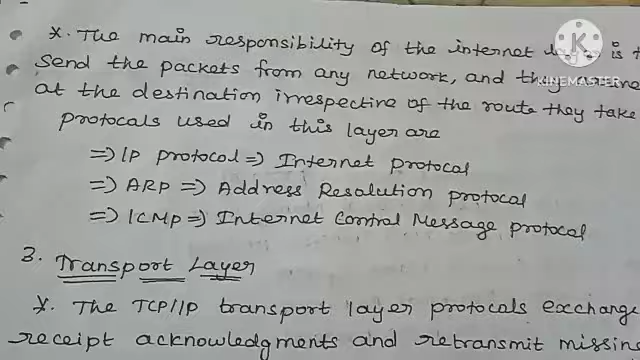 * The main responsibility of the internet is
Send the packets from any network, and they
at the destination irrespective of the route they take
protocals used in this layer are
=> IP protocol => Internet protocal
=> ARP => Address Resolution protocal
=> ICMP => Internet Control Message protocal
3. Transport Layer
* The TCP/IP transport layer protocals exchange
receipt acknowledgments and retransmit missin
KINEMASTER